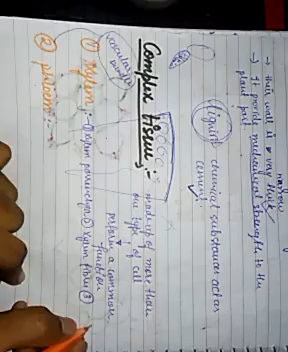 narrow
→ thin wall is very thick
→ It provide mechanical strength to the
plant part
Lignin chemical substance act as
cement
Complex Tissue:- made up of more than
one type of cell
perform a common
function
vascular
① Xylem:- ① Xylem parenchyma ② Xylem fibre ③
② phloem:-